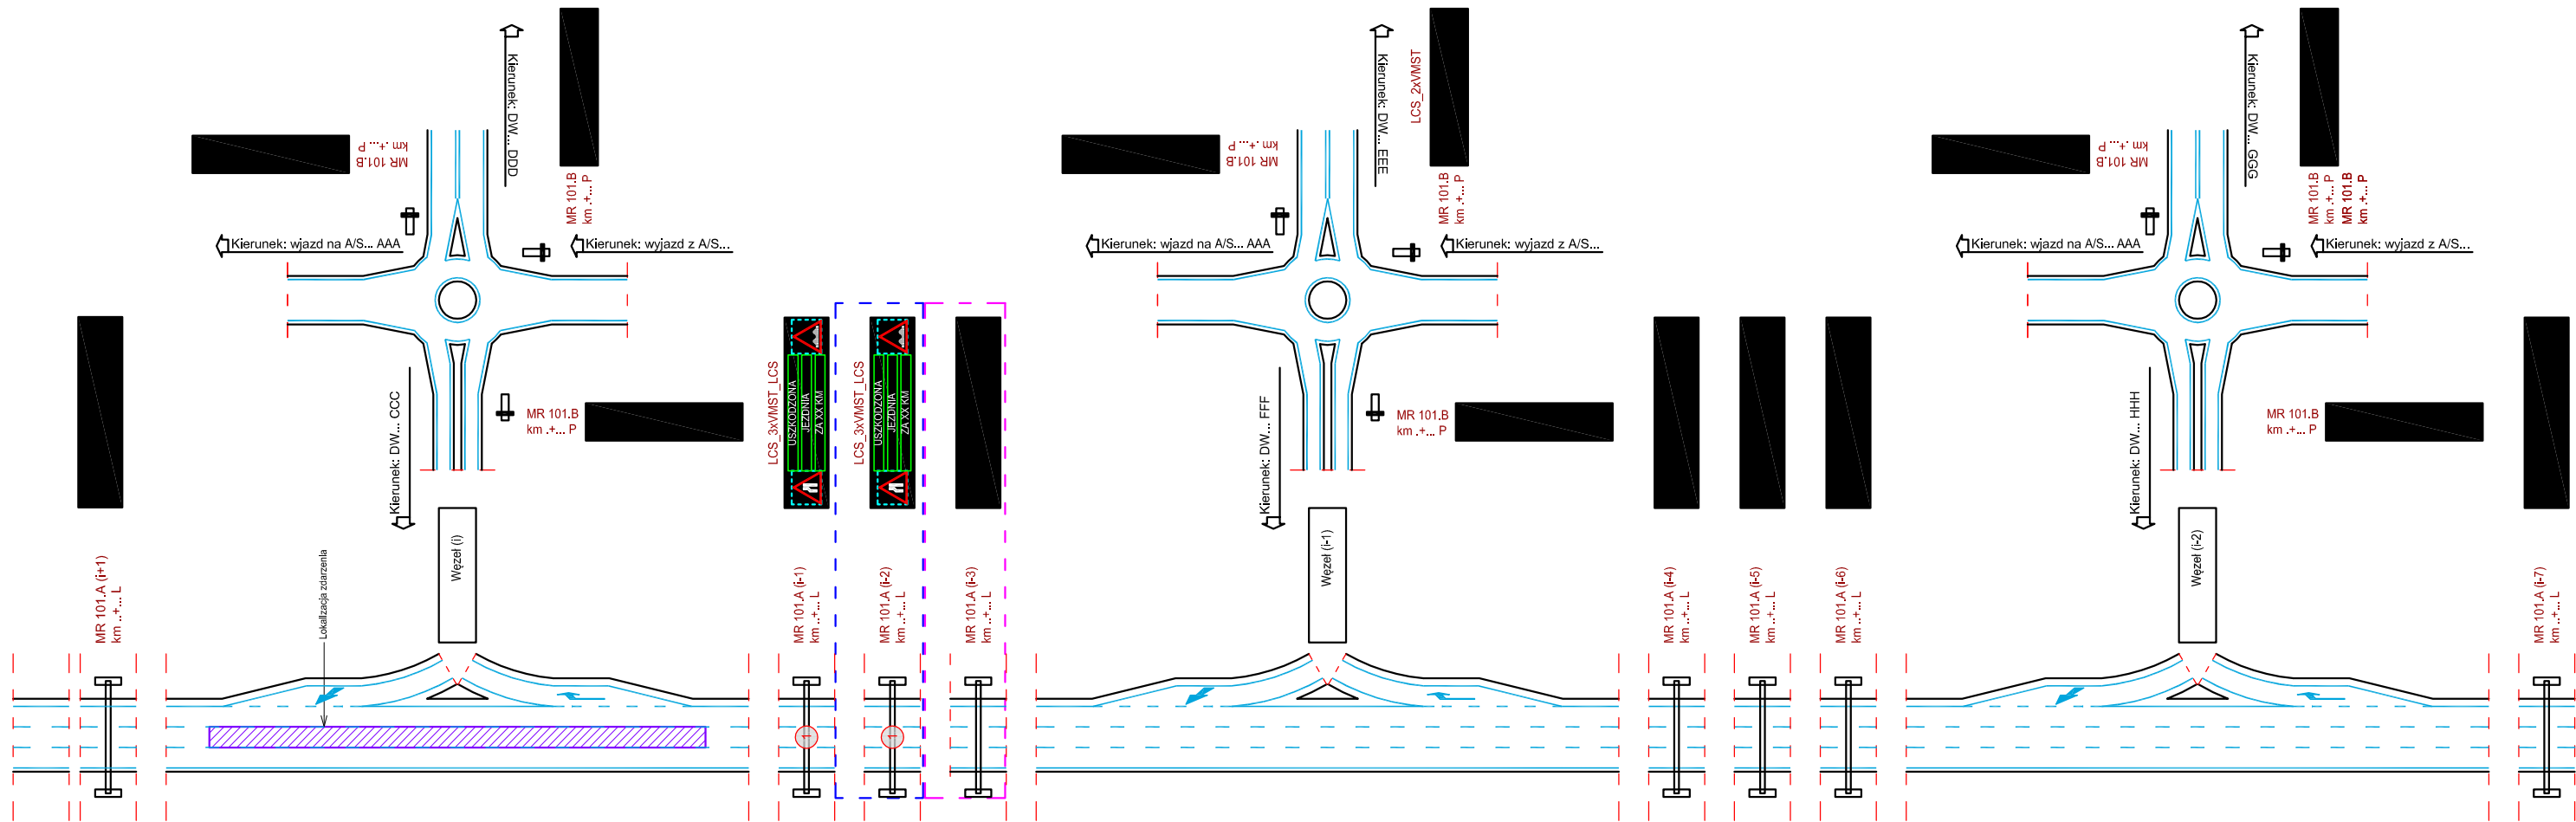 Kierunek: DW... DDD
MR 101.B
km .+... P
MR 101.B
km .+... P
Kierunek: wjazd na A/S... AAA
Kierunek: wyjazd z A/S...
Kierunek: DW... CCC
MR 101.B
km .+... P
Węzeł (i)
Lokalizacja zdarzenia
MR 101.A (i+1)
km ..+... L
LCS_3xVMST_LCS
USZKODZONA
JEZDNIA
ZA XX KM
MR 101.A (i-1)
km ..+... L
1
LCS_3xVMST_LCS
USZKODZONA
JEZDNIA
ZA XX KM
MR 101.A (i-2)
km ..+... L
1
MR 101.A (i-3)
km ..+... L
Kierunek: DW... EEE
LCS_2xVMST
MR 101.B
km .+... P
MR 101.B
km .+... P
Kierunek: wjazd na A/S... AAA
Kierunek: wyjazd z A/S...
Kierunek: DW... FFF
MR 101.B
km .+... P
Węzeł (i-1)
MR 101.A (i-4)
km ..+... L
MR 101.A (i-5)
km ..+... L
MR 101.A (i-6)
km ..+... L
Kierunek: DW... GGG
MR 101.B
km .+... P
MR 101.B
km .+... P
MR 101.B
km .+... P
Kierunek: wjazd na A/S... AAA
Kierunek: wyjazd z A/S...
Kierunek: DW... HHH
MR 101.B
km .+... P
Węzeł (i-2)
MR 101.A (i-7)
km ..+... L